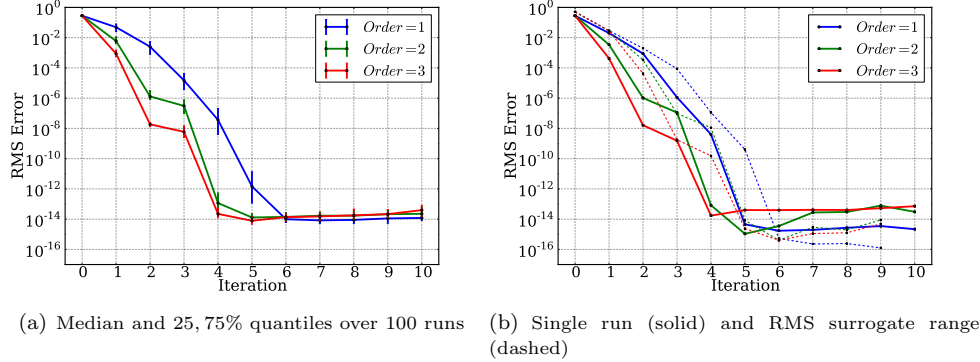 10^0
10^-2
10^-4
10^-6
10^-8
10^-10
10^-12
10^-14
10^-16
RMS Error
0 1 2 3 4 5 6 7 8 9 10
Iteration
Order=1
Order=2
Order=3
(a) Median and 25, 75% quantiles over 100 runs
10^0
10^-2
10^-4
10^-6
10^-8
10^-10
10^-12
10^-14
10^-16
RMS Error
0 1 2 3 4 5 6 7 8 9 10
Iteration
Order=1
Order=2
Order=3
(b) Single run (solid) and RMS surrogate range
(dashed)